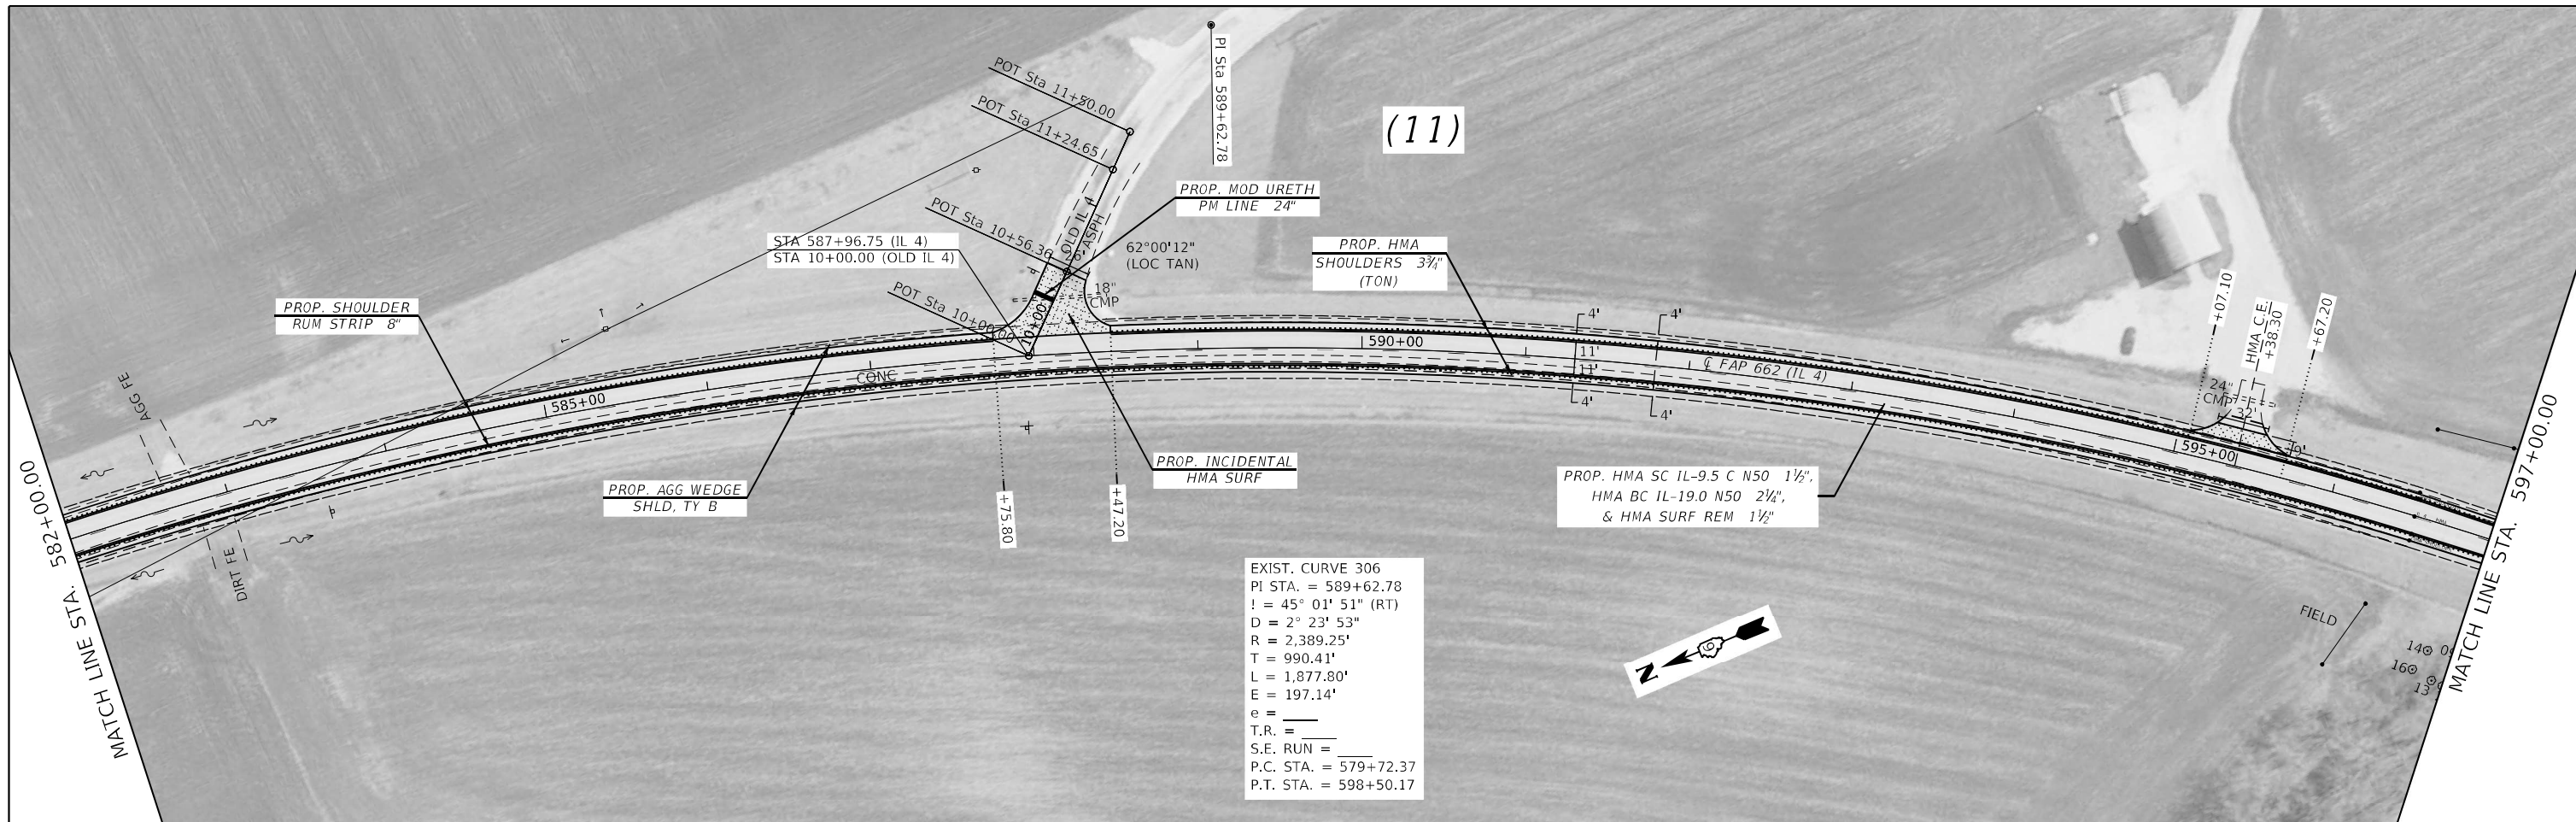 PI Sta 589+62.78
POT Sta 11+50.00
POT Sta 11+24.65
(11)
PROP. MOD URETH
PM LINE 24"
POT Sta 10+56.36
OLD IL 4
ASPH
26'
62°00'12"
(LOC TAN)
STA 587+96.75 (IL 4)
STA 10+00.00 (OLD IL 4)
PROP. HMA
SHOULDERS 3¾"
(TON)
18"
CMP
POT Sta 10+00.00
10+00
PROP. SHOULDER
RUM STRIP 8"
4'
4'
590+00
11'
11'
4'
4'
℄ FAP 662 (IL 4)
+07.10
HMA C.E.
+38.30
+67.20
24"
CMP
32'
9'
595+00
CONC
585+00
AGG FE
DIRT FE
PROP. AGG WEDGE
SHLD, TY B
PROP. INCIDENTAL
HMA SURF
+75.80
+47.20
PROP. HMA SC IL-9.5 C N50 1½",
HMA BC IL-19.0 N50 2¼",
& HMA SURF REM 1½"
MATCH LINE STA. 582+00.00
MATCH LINE STA. 597+00.00
EXIST. CURVE 306
PI STA. = 589+62.78
! = 45° 01' 51" (RT)
D = 2° 23' 53"
R = 2,389.25'
T = 990.41'
L = 1,877.80'
E = 197.14'
e = ____
T.R. = ____
S.E. RUN = ____
P.C. STA. = 579+72.37
P.T. STA. = 598+50.17
N
FIELD
14
16
13